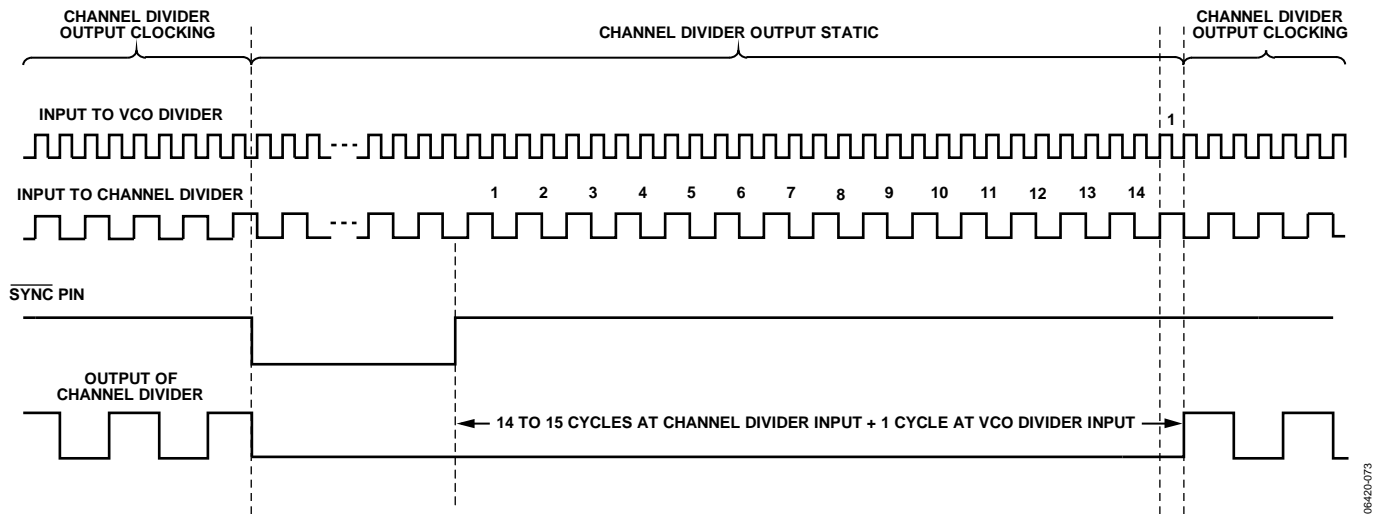 CHANNEL DIVIDER
OUTPUT CLOCKING
CHANNEL DIVIDER OUTPUT STATIC
CHANNEL DIVIDER
OUTPUT CLOCKING
INPUT TO VCO DIVIDER
1
INPUT TO CHANNEL DIVIDER
1 2 3 4 5 6 7 8 9 10 11 12 13 14
SYNC PIN
OUTPUT OF
CHANNEL DIVIDER
14 TO 15 CYCLES AT CHANNEL DIVIDER INPUT + 1 CYCLE AT VCO DIVIDER INPUT
06420-073